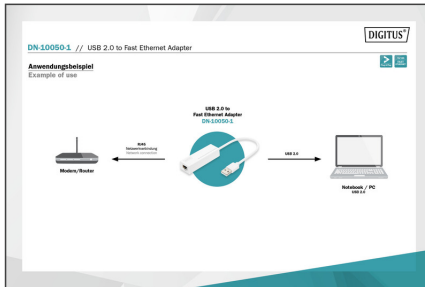 DIGITUS®
DN-10050-1 // USB 2.0 to Fast Ethernet Adapter
Anwendungsbeispiel
Example of use
USB 2.0 to
Fast Ethernet Adapter
DN-10050-1
RJ45
Netzwerkverbindung
Network connection
USB 2.0
Modem/Router
Notebook / PC
USB 2.0